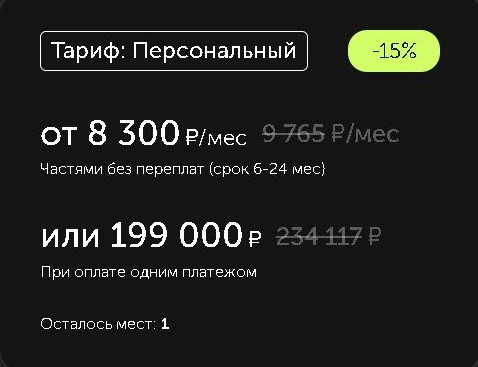 Тариф: Персональный
-15%
от 8 300 ₽/мес 9 765 ₽/мес
Частями без переплат (срок 6-24 мес)
или 199 000 ₽ 234 117 ₽
При оплате одним платежом
Осталось мест: 1